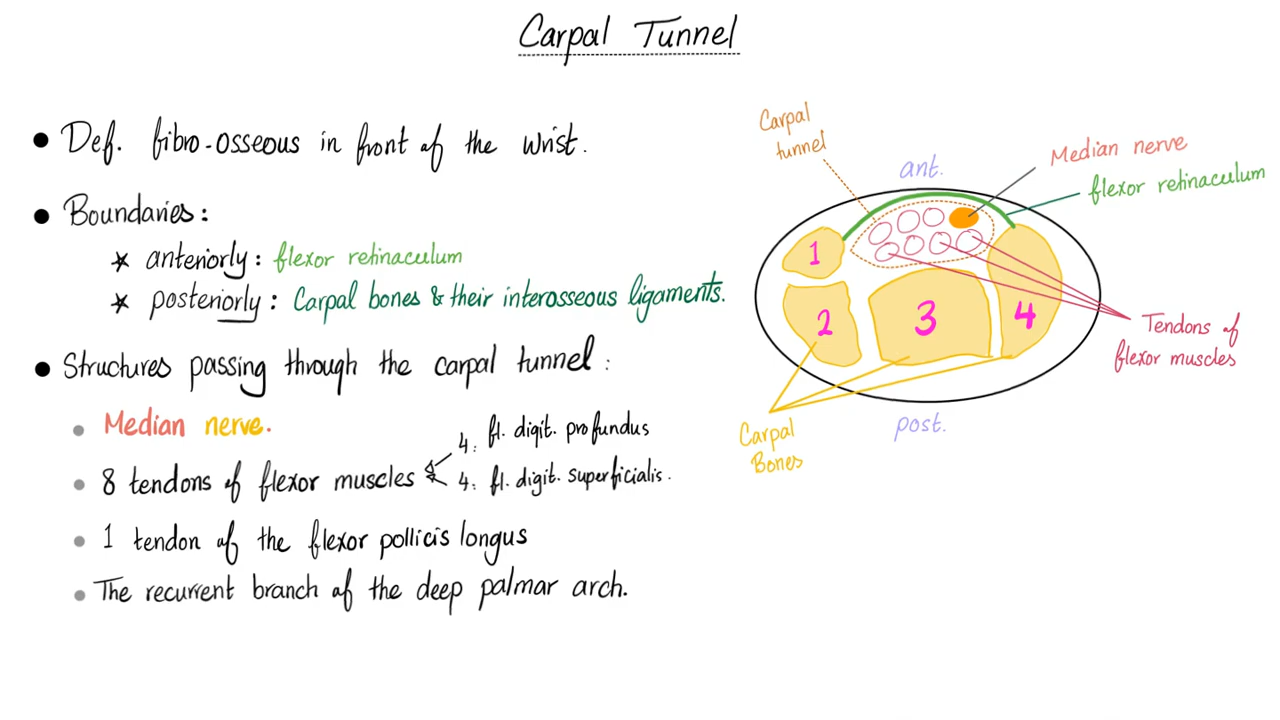 Carpal Tunnel
● Def. fibro-osseous in front of the wrist.
● Boundaries:
★ anteriorly: flexor retinaculum
★ posteriorly: Carpal bones & their interosseous ligaments.
● Structures passing through the carpal tunnel:
● Median nerve.
● 8 tendons of flexor muscles
4. fl. digit. profundus
4. fl. digit. superficialis.
● 1 tendon of the flexor pollicis longus
● The recurrent branch of the deep palmar arch.
Carpal
tunnel
ant.
Median nerve
flexor retinaculum
1
2
3
4
Tendons of
flexor muscles
Carpal
Bones
post.